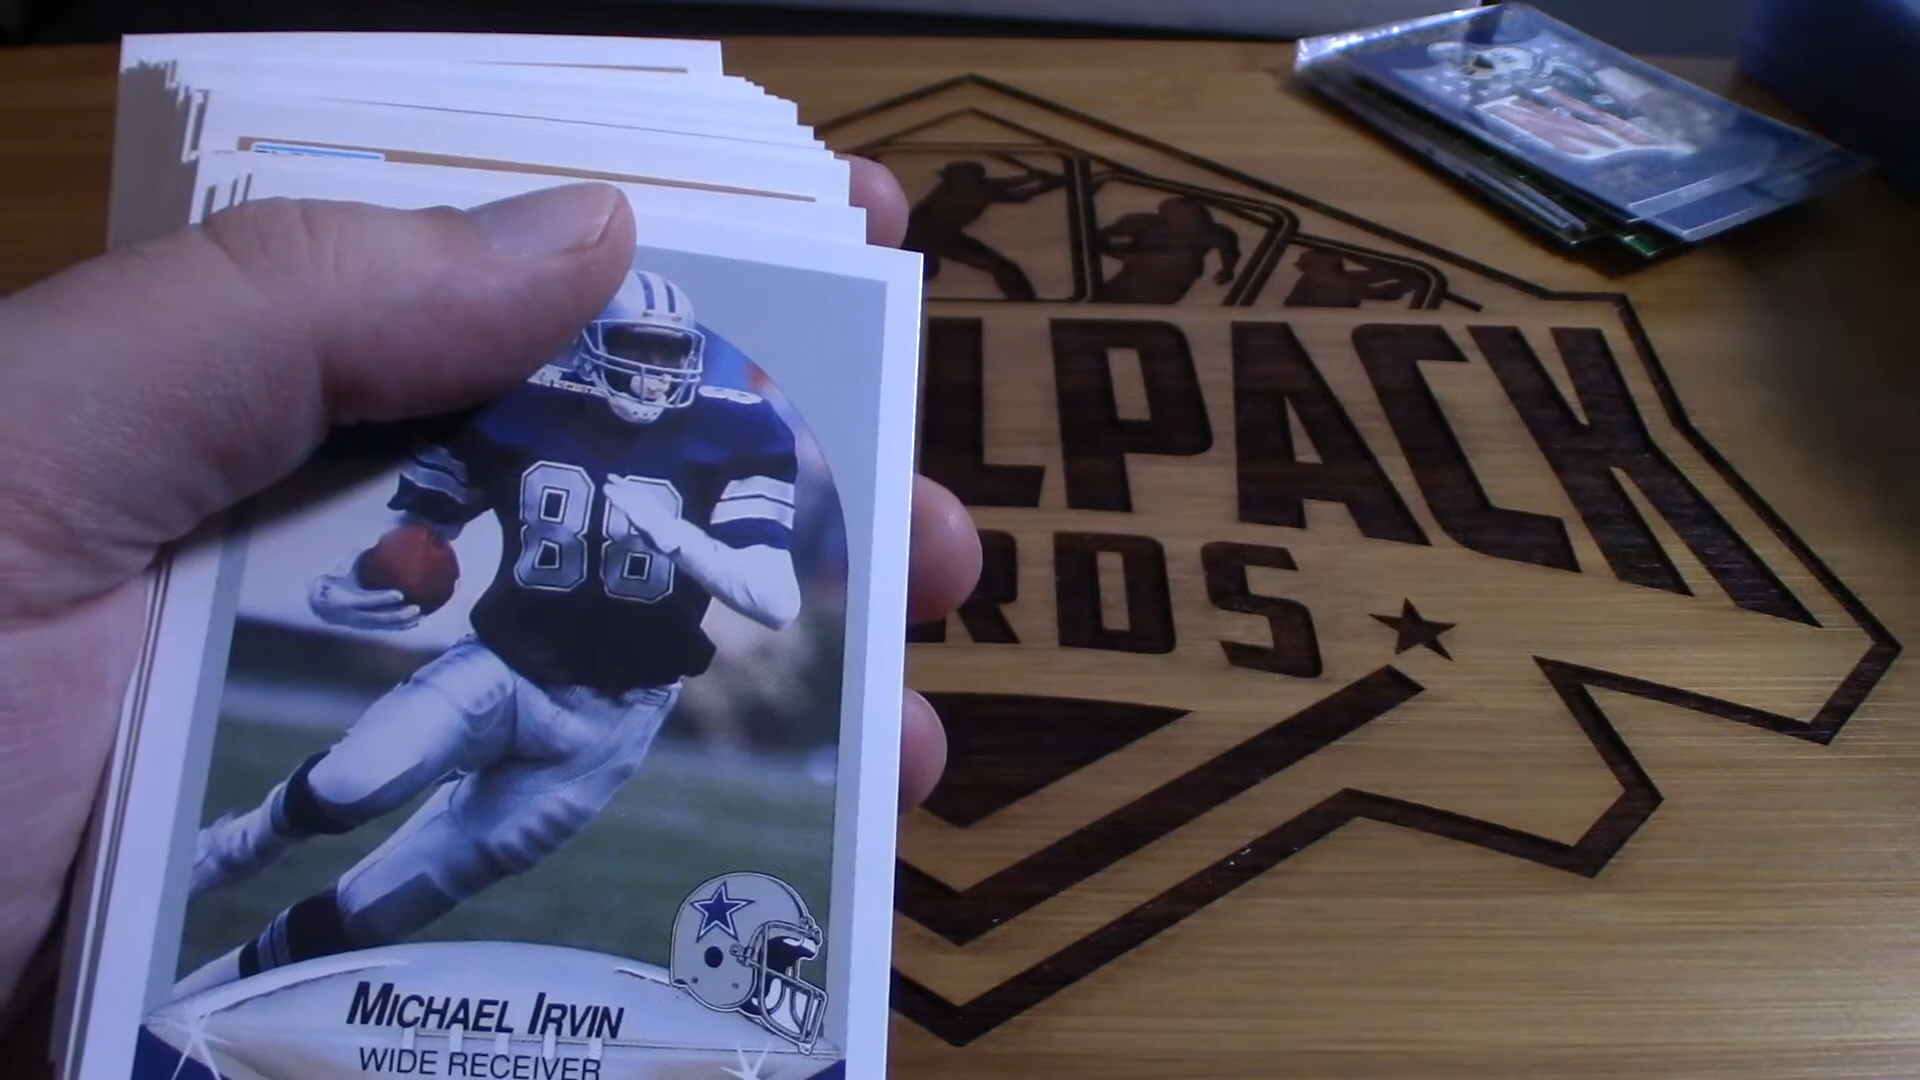 88
MICHAEL IRVIN
WIDE RECEIVER
LPACK
RDS